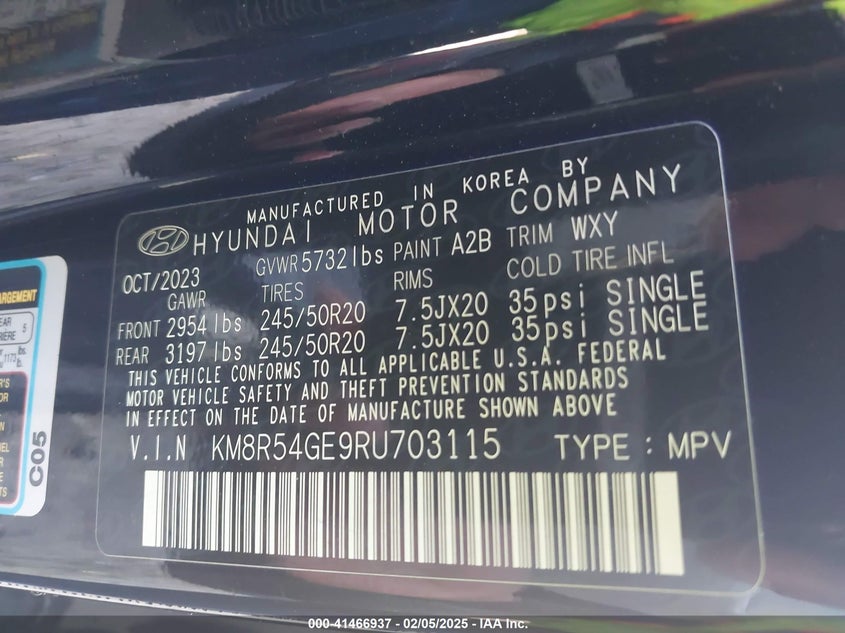 MANUFACTURED IN KOREA BY
HYUNDAI MOTOR COMPANY
OCT/2023 GVWR 5732 lbs PAINT A2B TRIM WXY
GAWR TIRES RIMS COLD TIRE INFL
FRONT 2954 lbs 245/50R20 7.5JX20 35psi SINGLE
REAR 3197 lbs 245/50R20 7.5JX20 35psi SINGLE
THIS VEHICLE CONFORMS TO ALL APPLICABLE U.S.A. FEDERAL
MOTOR VEHICLE SAFETY AND THEFT PREVENTION STANDARDS
IN EFFECT ON THE DATE OF MANUFACTURE SHOWN ABOVE
V.I.N KM8R54GE9RU703115 TYPE : MPV
5
C05
000-41466937 - 02/05/2025 - IAA Inc.